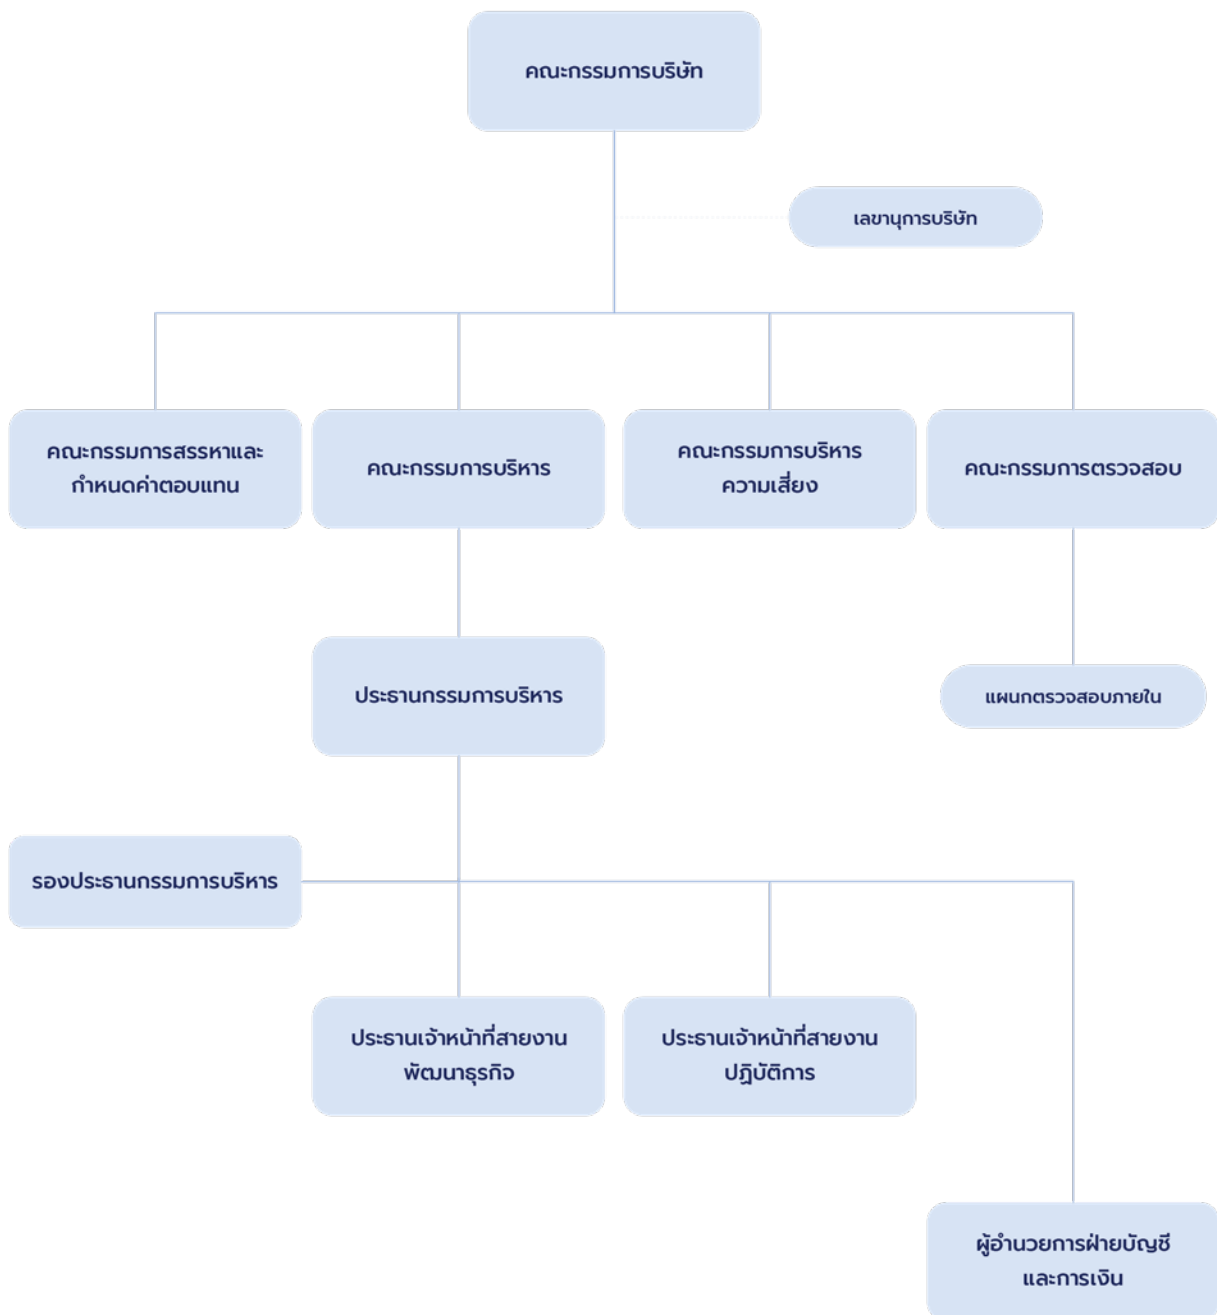 คณะกรรมการบริษัท
เลขานุการบริษัท
คณะกรรมการสรรหาและ
กำหนดค่าตอบแทน
คณะกรรมการบริหาร
คณะกรรมการบริหาร
ความเสี่ยง
คณะกรรมการตรวจสอบ
ประธานกรรมการบริหาร
แผนกตรวจสอบภายใน
รองประธานกรรมการบริหาร
ประธานเจ้าหน้าที่สายงาน
พัฒนาธุรกิจ
ประธานเจ้าหน้าที่สายงาน
ปฏิบัติการ
ผู้อำนวยการฝ่ายบัญชี
และการเงิน